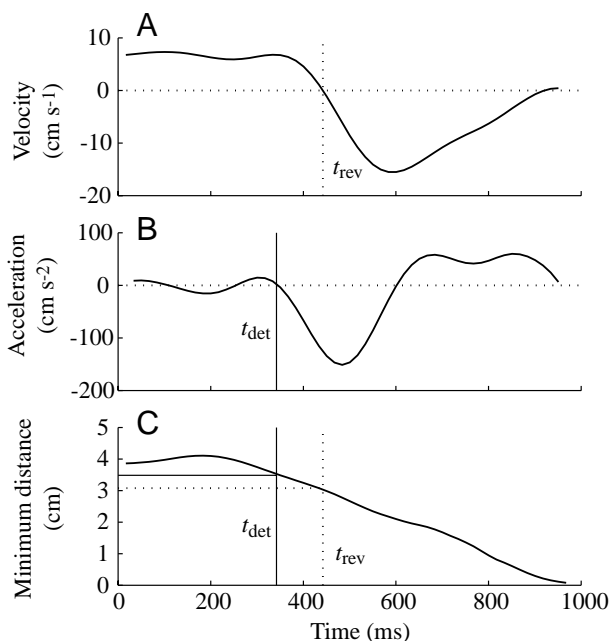 A
10
0
-10
-20
Velocity
(cm s-1)
trev
B
100
0
-100
-200
Acceleration
(cm s-2)
tdet
C
5
4
3
2
1
0
Minimum distance
(cm)
tdet
trev
0 200 400 600 800 1000
Time (ms)